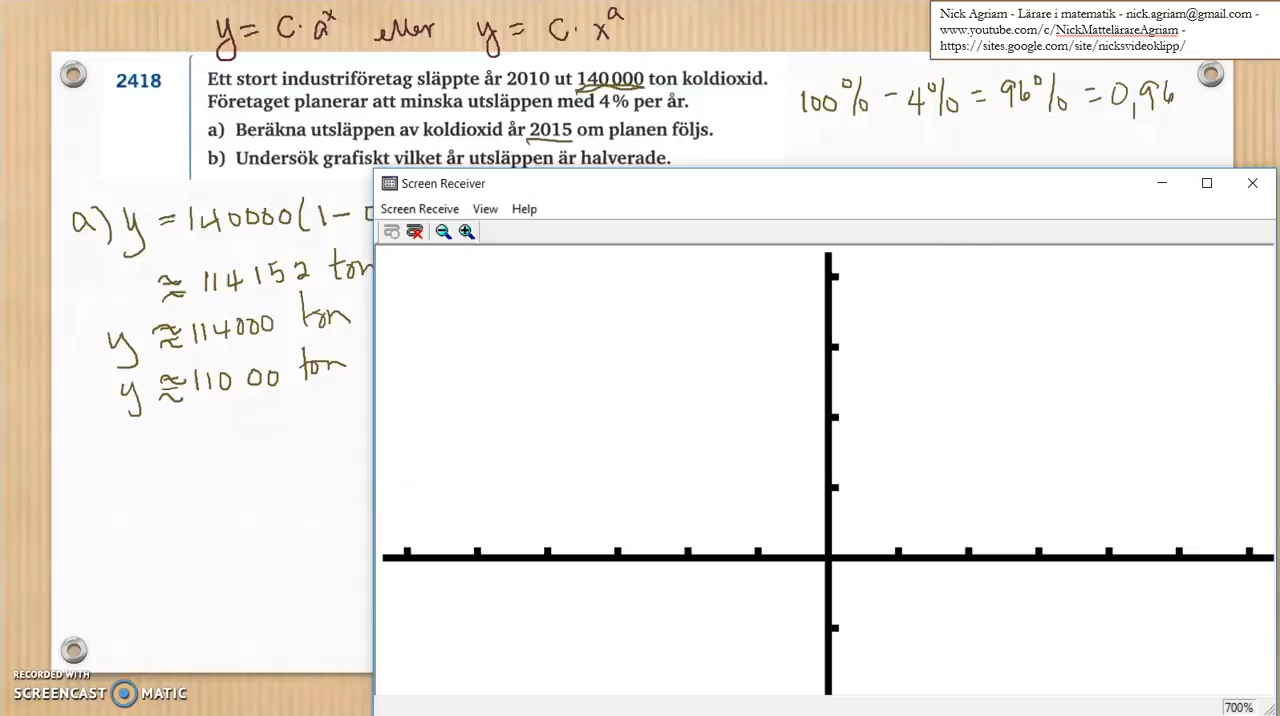 y = C · a^x eller y = C · x^a
Nick Agriam - Lärare i matematik - nick.agriam@gmail.com -
www.youtube.com/c/NickMattelärareAgriam -
https://sites.google.com/site/nicksvideoklipp/
2418
Ett stort industriföretag släppte år 2010 ut 140 000 ton koldioxid.
Företaget planerar att minska utsläppen med 4 % per år.
a) Beräkna utsläppen av koldioxid år 2015 om planen följs.
b) Undersök grafiskt vilket år utsläppen är halverade.
100% - 4% = 96% = 0,96
a) y = 140000(1 -
≈ 114152 ton
y ≈ 114000 ton
y ≈ 110 00 ton
Screen Receiver
Screen Receive View Help
700%
RECORDED WITH
SCREENCAST MATIC